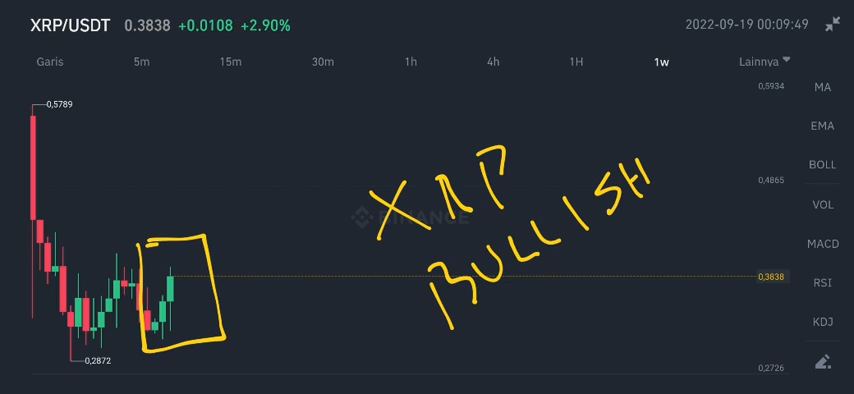 XRP/USDT 0.3838 +0.0108 +2.90% 2022-09-19 00:09:49
Garis 5m 15m 30m 1h 4h 1H 1w Lainnya
0,5934
MA
0,5789
EMA
BOLL
0,4865
VOL
XRP
BINANCE
BULLISH
MACD
0,3838
RSI
KDJ
0,2872
0,2726